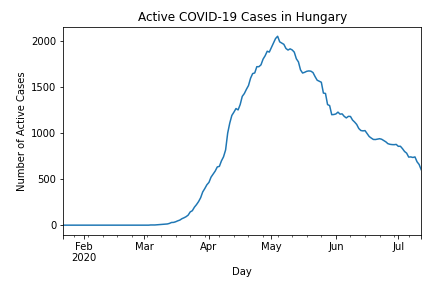 Active COVID-19 Cases in Hungary
Number of Active Cases
2000
1500
1000
500
0
Feb
2020
Mar
Apr
May
Jun
Jul
Day